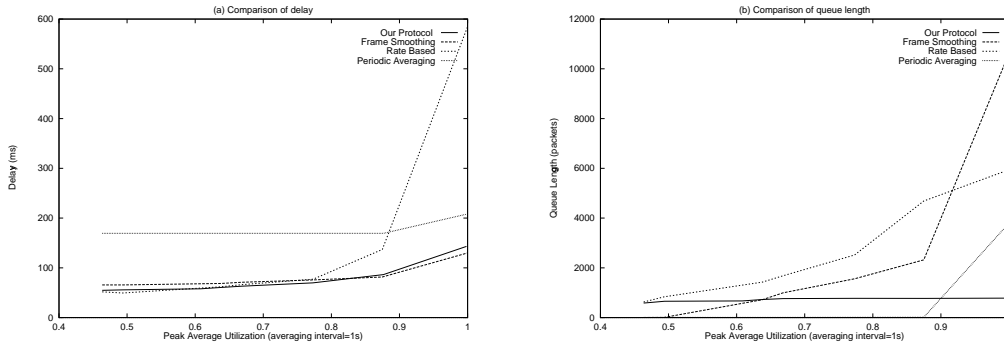 (a) Comparison of delay
600
500
400
300
200
100
0
Delay (ms)
Our Protocol
Frame Smoothing
Rate Based
Periodic Averaging
0.4
0.5
0.6
0.7
0.8
0.9
1
Peak Average Utilization (averaging interval=1s)
(b) Comparison of queue length
12000
10000
8000
6000
4000
2000
0
Queue Length (packets)
Our Protocol
Frame Smoothing
Rate Based
Periodic Averaging
0.4
0.5
0.6
0.7
0.8
0.9
Peak Average Utilization (averaging interval=1s)